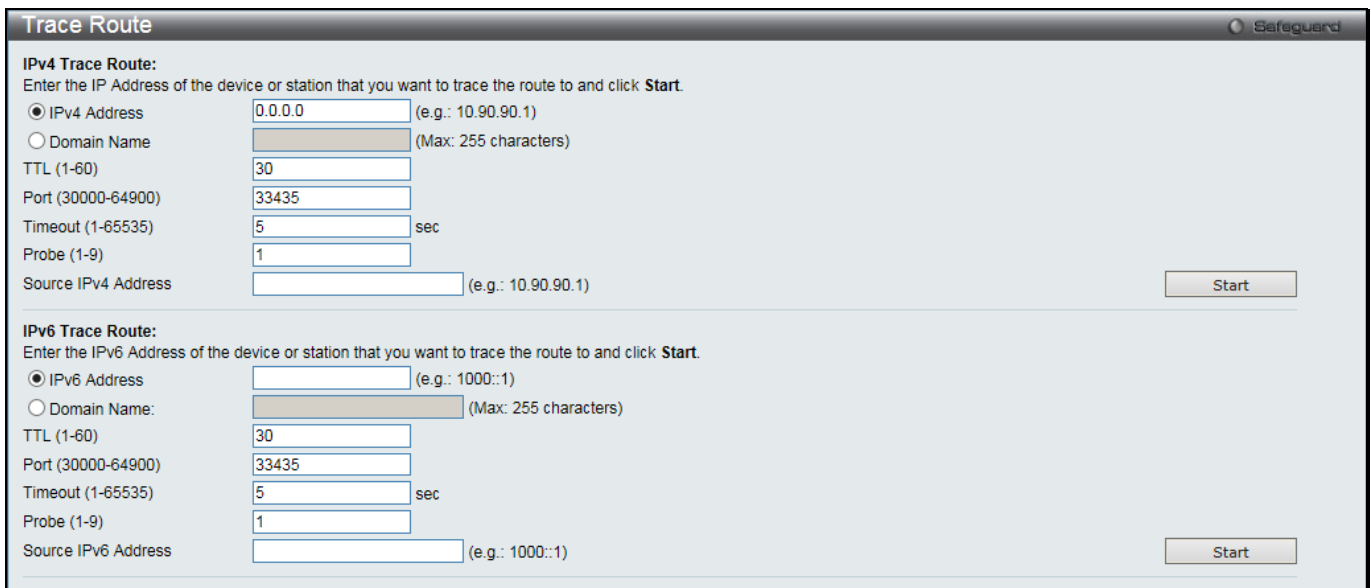 Trace Route Safeguard
IPv4 Trace Route:
Enter the IP Address of the device or station that you want to trace the route to and click Start.
IPv4 Address 0.0.0.0 (e.g.: 10.90.90.1)
Domain Name (Max: 255 characters)
TTL (1-60) 30
Port (30000-64900) 33435
Timeout (1-65535) 5 sec
Probe (1-9) 1
Source IPv4 Address (e.g.: 10.90.90.1) Start
IPv6 Trace Route:
Enter the IPv6 Address of the device or station that you want to trace the route to and click Start.
IPv6 Address (e.g.: 1000::1)
Domain Name: (Max: 255 characters)
TTL (1-60) 30
Port (30000-64900) 33435
Timeout (1-65535) 5 sec
Probe (1-9) 1
Source IPv6 Address (e.g.: 1000::1) Start